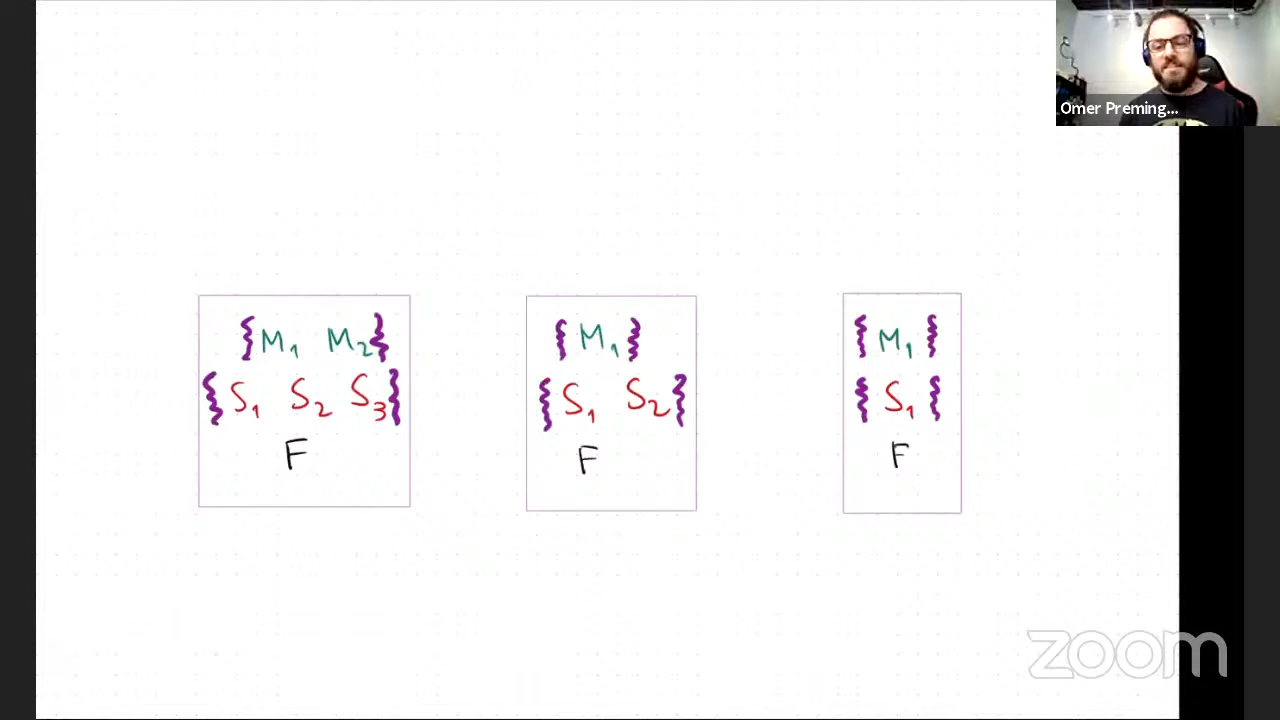 Omer Preming...
{M₁ M₂}
{S₁ S₂ S₃}
F
{M₁}
{S₁ S₂}
F
{M₁}
{S₁}
F
zoom